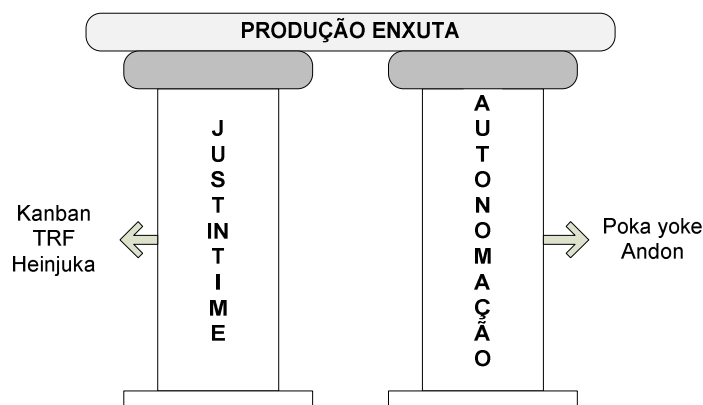 PRODUÇÃO ENXUTA
J
U
S
T
IN
T
I
M
E
A
U
T
O
N
O
M
A
Ç
Ã
O
Kanban
TRF
Heinjuka
Poka yoke
Andon